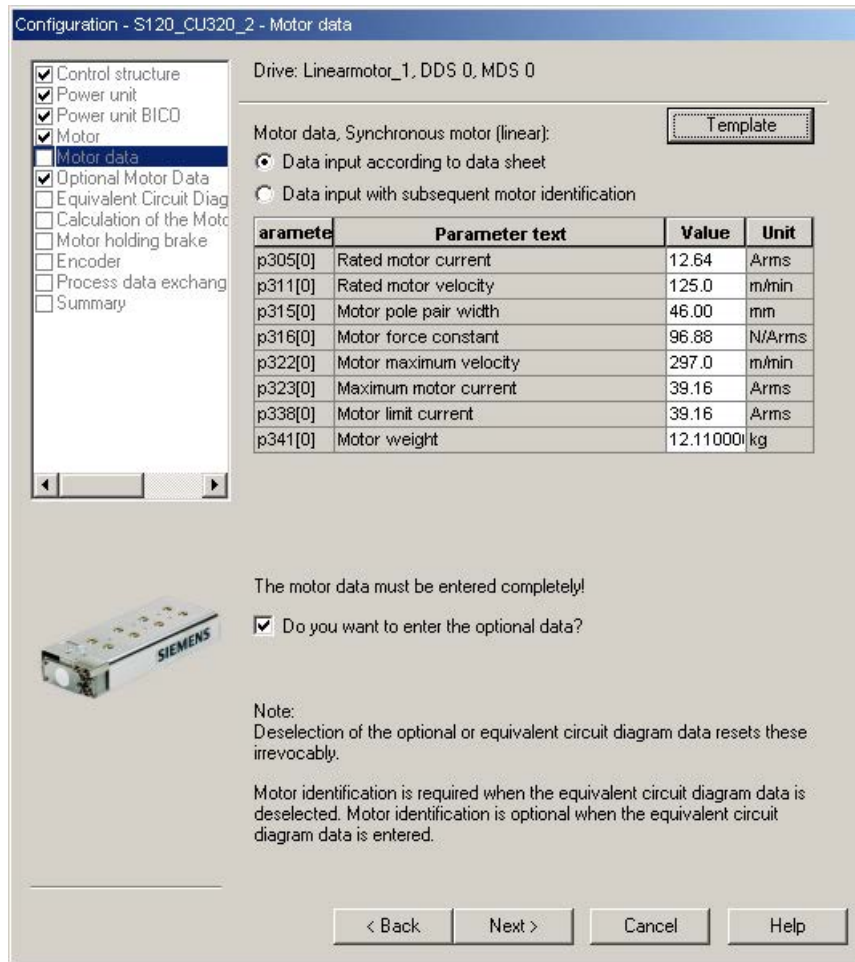 Configuration - S120_CU320_2 - Motor data
Control structure
Power unit
Power unit BICO
Motor
Motor data
Optional Motor Data
Equivalent Circuit Diag
Calculation of the Motc
Motor holding brake
Encoder
Process data exchang
Summary
Drive: Linearmotor_1, DDS 0, MDS 0
Motor data, Synchronous motor (linear):
Template
Data input according to data sheet
Data input with subsequent motor identification
aramete Parameter text Value Unit
p305[0] Rated motor current 12.64 Arms
p311[0] Rated motor velocity 125.0 m/min
p315[0] Motor pole pair width 46.00 mm
p316[0] Motor force constant 96.88 N/Arms
p322[0] Motor maximum velocity 297.0 m/min
p323[0] Maximum motor current 39.16 Arms
p338[0] Motor limit current 39.16 Arms
p341[0] Motor weight 12.11000 kg
The motor data must be entered completely!
Do you want to enter the optional data?
SIEMENS
Note:
Deselection of the optional or equivalent circuit diagram data resets these
irrevocably.
Motor identification is required when the equivalent circuit diagram data is
deselected. Motor identification is optional when the equivalent circuit
diagram data is entered.
< Back
Next >
Cancel
Help